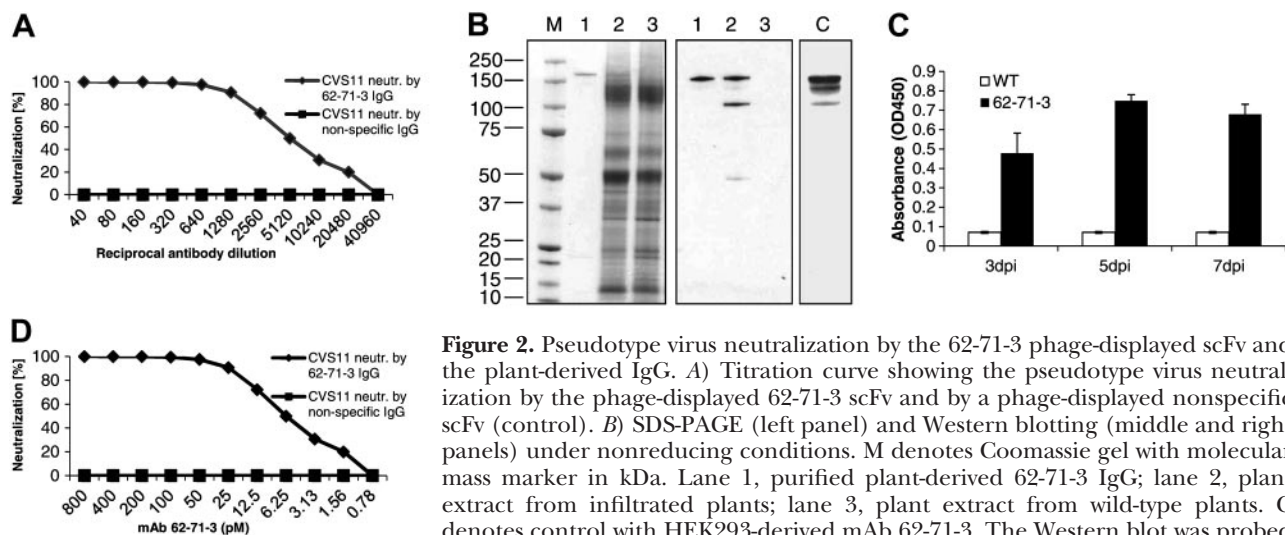 A
100
80
60
40
20
0
Neutralization [%]
CVS11 neutr. by
62-71-3 IgG
CVS11 neutr. by
non-specific IgG
40
80
160
320
640
1280
2560
5120
10240
20480
40960
Reciprocal antibody dilution
B
M 1 2 3 1 2 3 C
250
150
100
75
50
37
25
20
15
10
C
0.9
0.8
0.7
0.6
0.5
0.4
0.3
0.2
0.1
0
Absorbance (OD450)
WT
62-71-3
3dpi 5dpi 7dpi
D
100
80
60
40
20
0
Neutralization [%]
CVS11 neutr. by
62-71-3 IgG
CVS11 neutr. by
non-specific IgG
800
400
200
100
50
25
12.5
6.25
3.13
1.56
0.78
mAb 62-71-3 (pM)
Figure 2. Pseudotype virus neutralization by the 62-71-3 phage-displayed scFv and
the plant-derived IgG. A) Titration curve showing the pseudotype virus neutral
ization by the phage-displayed 62-71-3 scFv and by a phage-displayed nonspecific
scFv (control). B) SDS-PAGE (left panel) and Western blotting (middle and righ
panels) under nonreducing conditions. M denotes Coomassie gel with molecula
mass marker in kDa. Lane 1, purified plant-derived 62-71-3 IgG; lane 2, plan
extract from infiltrated plants; lane 3, plant extract from wild-type plants. C
denotes control with HEK293-derived mAb 62-71-3. The Western blot was probed